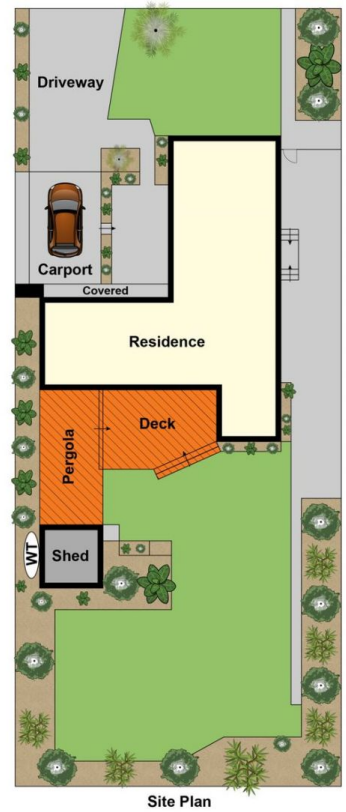 Driveway
Carport
Covered
Residence
Deck
Pergola
Shed
WT
Site Plan